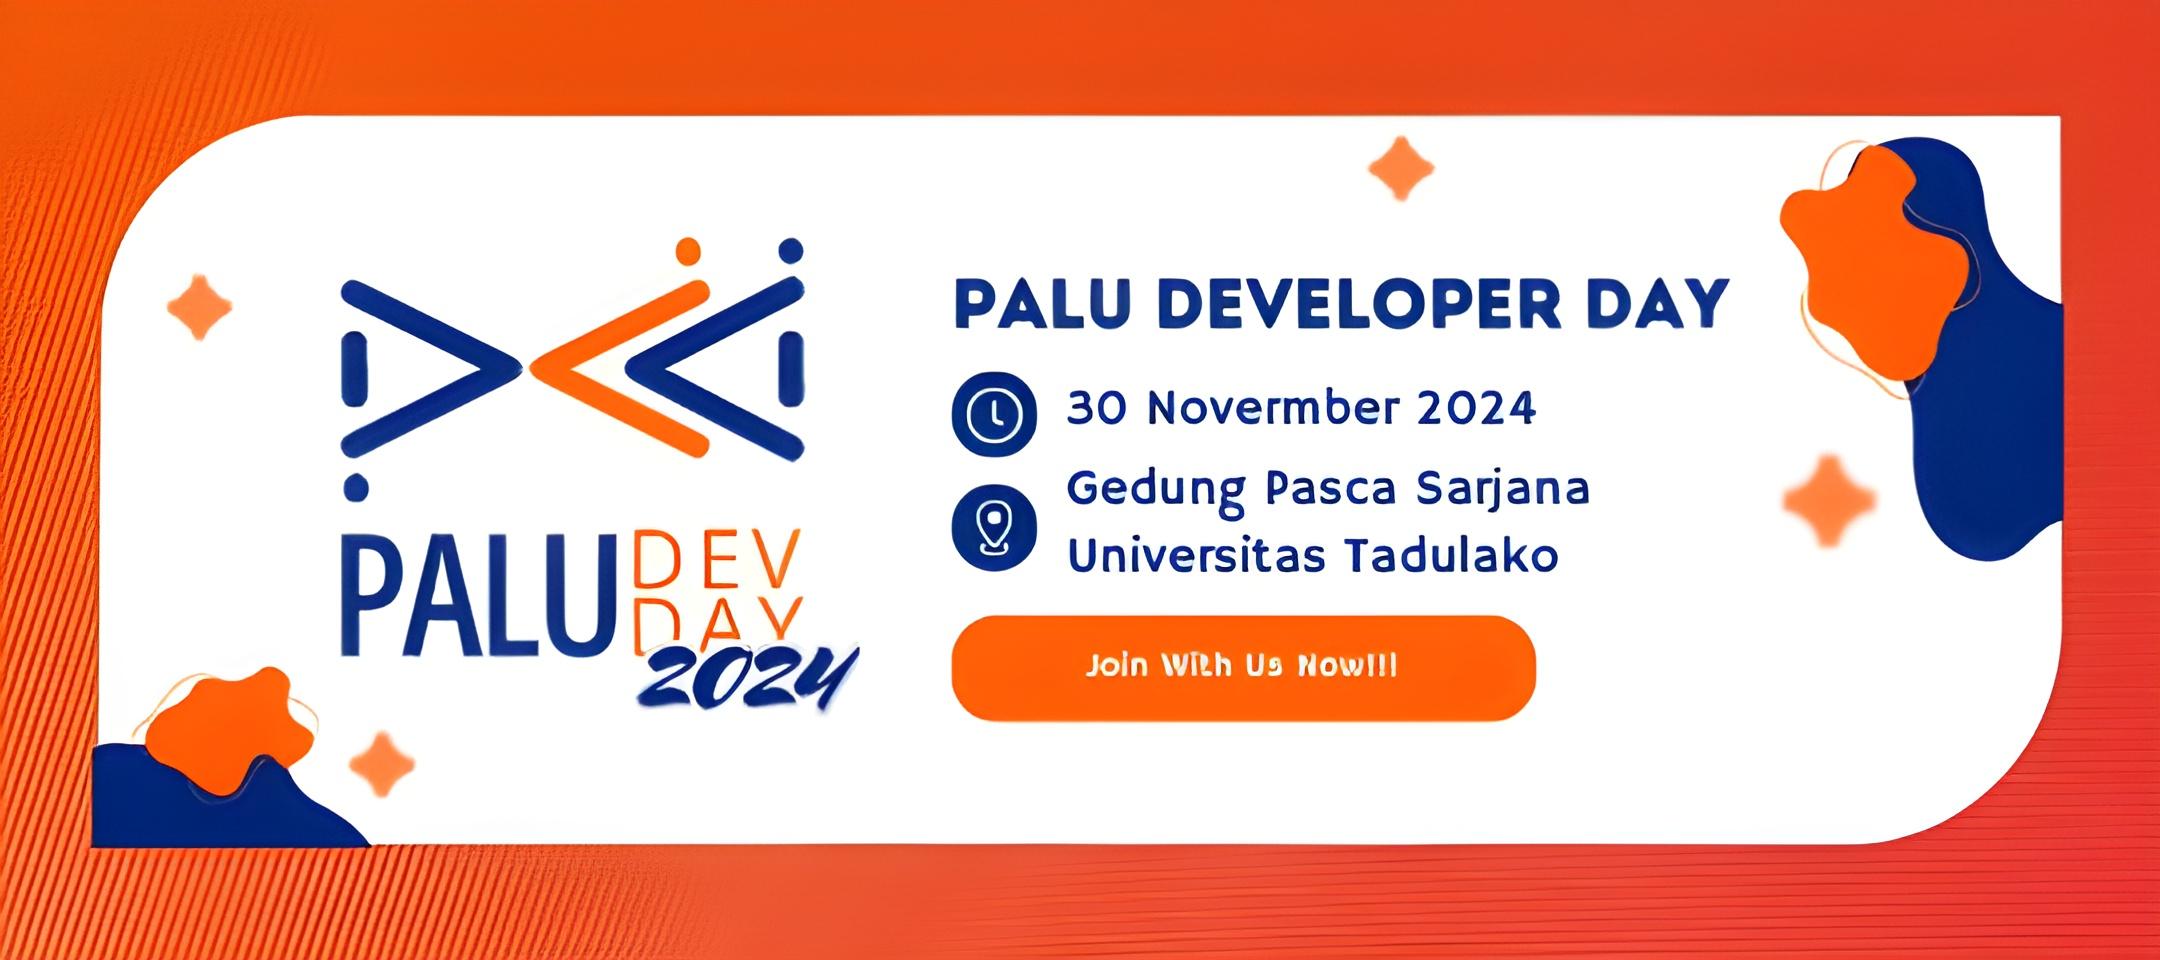 PALU DEV
DAY
2024
PALU DEVELOPER DAY
30 Novermber 2024
Gedung Pasca Sarjana
Universitas Tadulako
Join With Us Now!!!